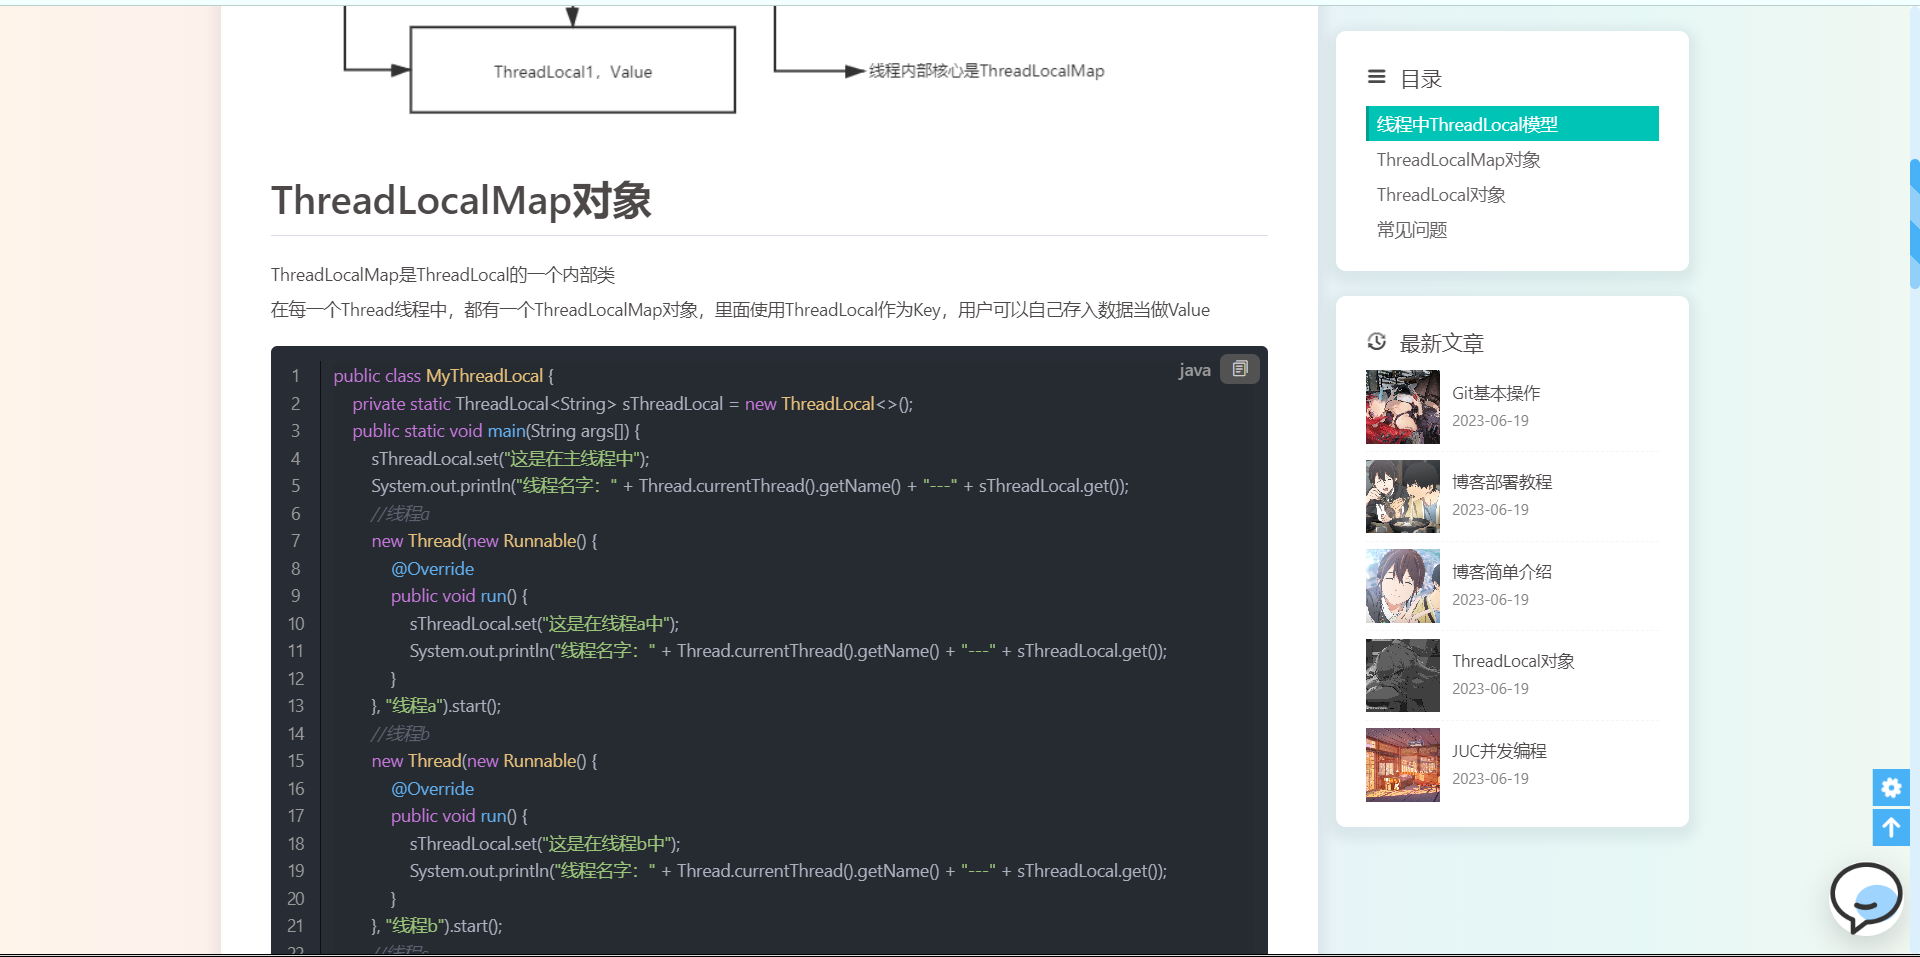 ThreadLocal1，Value
线程内部核心是ThreadLocalMap
ThreadLocalMap对象
ThreadLocalMap是ThreadLocal的一个内部类
在每一个Thread线程中，都有一个ThreadLocalMap对象，里面使用ThreadLocal作为Key，用户可以自己存入数据当做Value
java
1 public class MyThreadLocal {
2 private static ThreadLocal<String> sThreadLocal = new ThreadLocal<>();
3 public static void main(String args[]) {
4 sThreadLocal.set("这是在主线程中");
5 System.out.println("线程名字：" + Thread.currentThread().getName() + "---" + sThreadLocal.get());
6 //线程a
7 new Thread(new Runnable() {
8 @Override
9 public void run() {
10 sThreadLocal.set("这是在线程a中");
11 System.out.println("线程名字：" + Thread.currentThread().getName() + "---" + sThreadLocal.get());
12 }
13 }, "线程a").start();
14 //线程b
15 new Thread(new Runnable() {
16 @Override
17 public void run() {
18 sThreadLocal.set("这是在线程b中");
19 System.out.println("线程名字：" + Thread.currentThread().getName() + "---" + sThreadLocal.get());
20 }
21 }, "线程b").start();
22 //线程c
目录
线程中ThreadLocal模型
ThreadLocalMap对象
ThreadLocal对象
常见问题
最新文章
Git基本操作
2023-06-19
博客部署教程
2023-06-19
博客简单介绍
2023-06-19
ThreadLocal对象
2023-06-19
JUC并发编程
2023-06-19